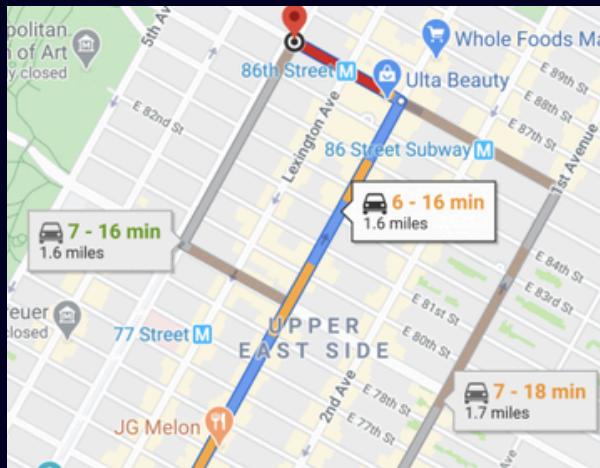 politan
n of Art
y closed
5th Av
Whole Foods Ma
86th Street M
Ulta Beauty
E 89th St
E 88th St
E 87th St
E 82nd St
Lexington Ave
86 Street Subway M
1st Avenue
6 - 16 min
1.6 miles
7 - 16 min
1.6 miles
E 84th St
E 83rd St
E 81st St
E 80th St
reuer
closed
77 Street M
UPPER
EAST SIDE
2nd Ave
E 78th St
E 77th St
7 - 18 min
1.7 miles
JG Melon